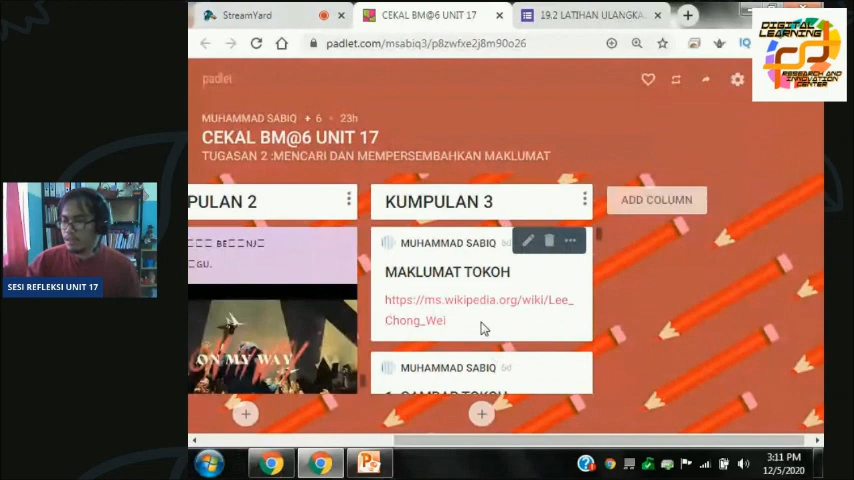 StreamYard
CEKAL BM@6 UNIT 17
19.2 LATIHAN ULANGKA
padlet.com/msabiq3/p8zwfxe2j8m90o26
IQ
DIGITAL
LEARNING
RESEARCH AND
INNOVATION
CENTER
padlet
MUHAMMAD SABIQ + 6 • 23h
CEKAL BM@6 UNIT 17
TUGASAN 2 :MENCARI DAN MEMPERSEMBAHKAN MAKLUMAT
PULAN 2
KUMPULAN 3
ADD COLUMN
GU.
MUHAMMAD SABIQ
MAKLUMAT TOKOH
https://ms.wikipedia.org/wiki/Lee_
Chong_Wei
ON MY WAY
MUHAMMAD SABIQ 6d
SESI REFLEKSI UNIT 17
3:11 PM
12/5/2020